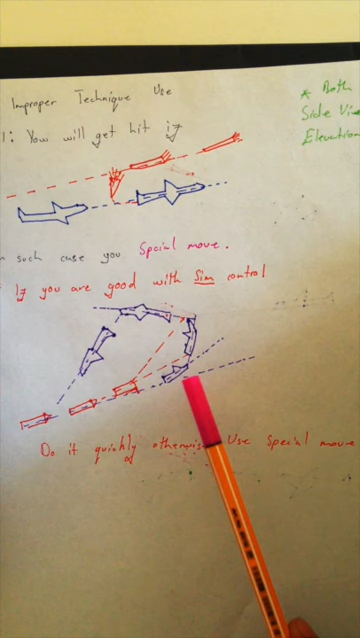 Improper Technique Use
* Both
Side View
Elevation
1: You will get hit if
such case you Special move.
If you are good with Sim control
Do it quickly otherwise Use Special move